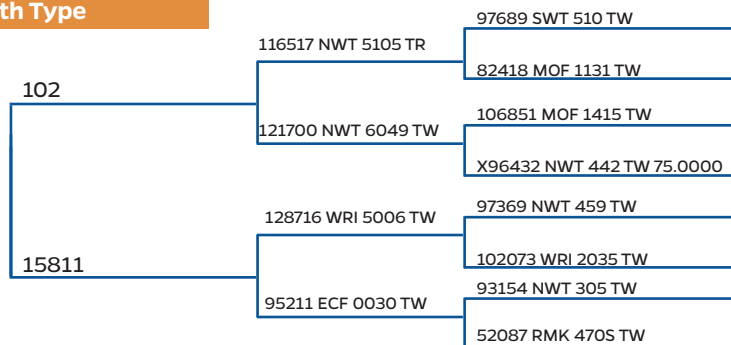 th Type
97689 SWT 510 TW
116517 NWT 5105 TR
82418 MOF 1131 TW
102
106851 MOF 1415 TW
121700 NWT 6049 TW
X96432 NWT 442 TW 75.0000
97369 NWT 459 TW
128716 WRI 5006 TW
102073 WRI 2035 TW
15811
93154 NWT 305 TW
95211 ECF 0030 TW
52087 RMK 470S TW